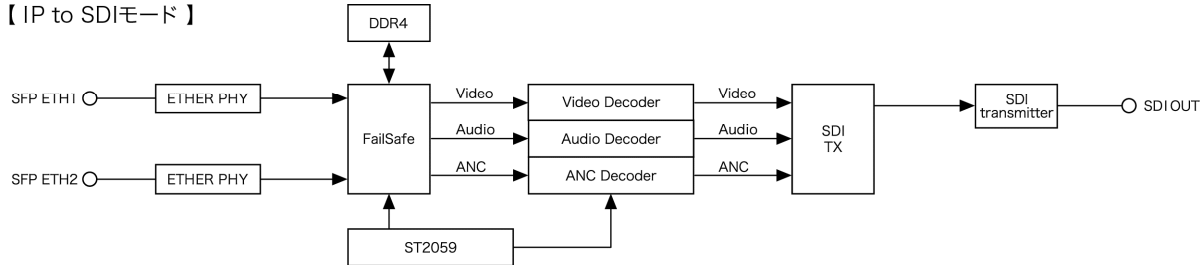 【 IP to SDIモード 】
DDR4
SFP ETH1
ETHER PHY
FailSafe
Video
Audio
ANC
Video Decoder
Audio Decoder
ANC Decoder
Video
Audio
ANC
SDI
TX
SDI
transmitter
SDI OUT
SFP ETH2
ETHER PHY
ST2059